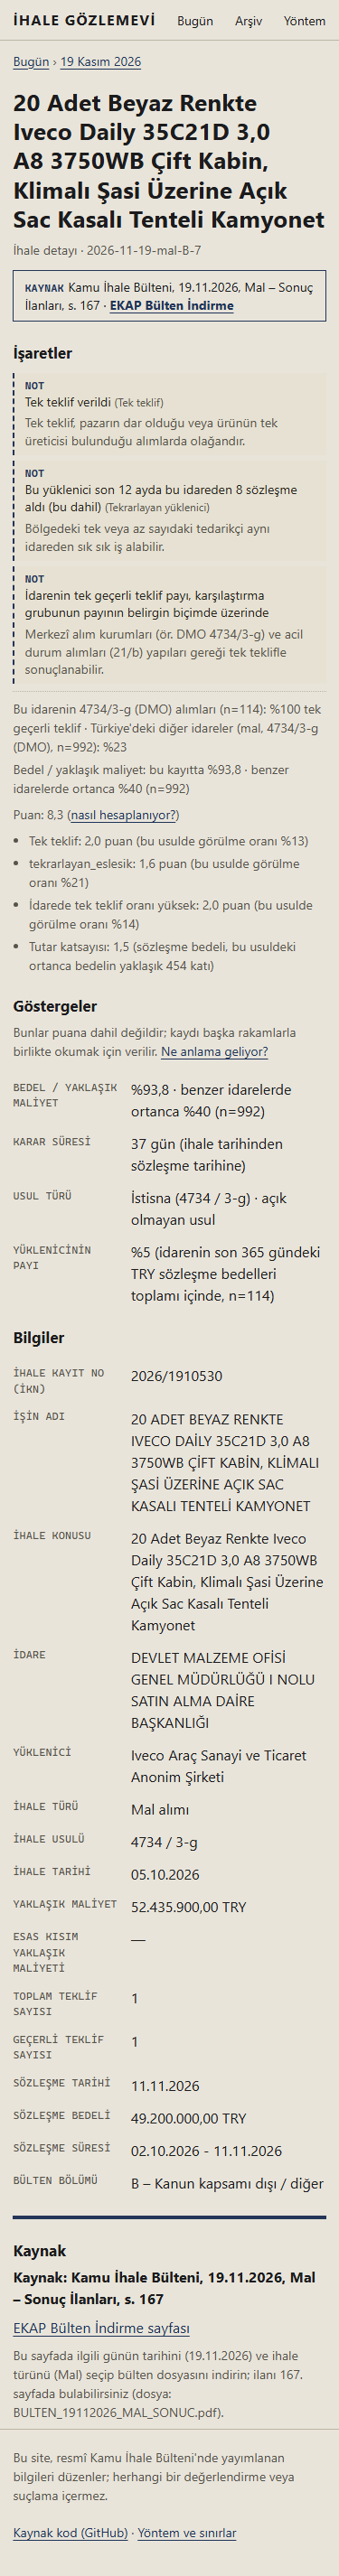 İHALE GÖZLEMEVİ Bugün Arşiv Yöntem
Bugün › 19 Kasım 2026
20 Adet Beyaz Renkte
Iveco Daily 35C21D 3,0
A8 3750WB Çift Kabin,
Klimalı Şasi Üzerine Açık
Sac Kasalı Tenteli Kamyonet
İhale detayı · 2026-11-19-mal-B-7
KAYNAK Kamu İhale Bülteni, 19.11.2026, Mal – Sonuç
İlanları, s. 167 · EKAP Bülten İndirme
İşaretler
NOT
Tek teklif verildi (Tek teklif)
Tek teklif, pazarın dar olduğu veya ürünün tek
üreticisi bulunduğu alımlarda olağandır.
NOT
Bu yüklenici son 12 ayda bu idareden 8 sözleşme
aldı (bu dahil) (Tekrarlayan yüklenici)
Bölgedeki tek veya az sayıdaki tedarikçi aynı
idareden sık sık iş alabilir.
NOT
İdarenin tek geçerli teklif payı, karşılaştırma
grubunun payının belirgin biçimde üzerinde
Merkezî alım kurumları (ör. DMO 4734/3-g) ve acil
durum alımları (21/b) yapıları gereği tek teklifle
sonuçlanabilir.
Bu idarenin 4734/3-g (DMO) alımları (n=114): %100 tek
geçerli teklif · Türkiye'deki diğer idareler (mal, 4734/3-g
(DMO), n=992): %23
Bedel / yaklaşık maliyet: bu kayıtta %93,8 · benzer
idarelerde ortanca %40 (n=992)
Puan: 8,3 (nasıl hesaplanıyor?)
• Tek teklif: 2,0 puan (bu usulde görülme oranı %13)
• tekrarlayan_eslesik: 1,6 puan (bu usulde görülme
oranı %21)
• İdarede tek teklif oranı yüksek: 2,0 puan (bu usulde
görülme oranı %14)
• Tutar katsayısı: 1,5 (sözleşme bedeli, bu usuldeki
ortanca bedelin yaklaşık 454 katı)
Göstergeler
Bunlar puana dahil değildir; kaydı başka rakamlarla
birlikte okumak için verilir. Ne anlama geliyor?
BEDEL / YAKLAŞIK
MALİYET
%93,8 · benzer idarelerde
ortanca %40 (n=992)
KARAR SÜRESİ
37 gün (ihale tarihinden
sözleşme tarihine)
USUL TÜRÜ
İstisna (4734 / 3-g) · açık
olmayan usul
YÜKLENİCİNİN
PAYI
%5 (idarenin son 365 gündeki
TRY sözleşme bedelleri
toplamı içinde, n=114)
Bilgiler
İHALE KAYIT NO
(İKN)
2026/1910530
İŞİN ADI
20 ADET BEYAZ RENKTE
IVECO DAİLY 35C21D 3,0 A8
3750WB ÇİFT KABİN, KLİMALI
ŞASİ ÜZERİNE AÇIK SAC
KASALI TENTELİ KAMYONET
İHALE KONUSU
20 Adet Beyaz Renkte Iveco
Daily 35C21D 3,0 A8 3750WB
Çift Kabin, Klimalı Şasi Üzerine
Açık Sac Kasalı Tenteli
Kamyonet
İDARE
DEVLET MALZEME OFİSİ
GENEL MÜDÜRLÜĞÜ I NOLU
SATIN ALMA DAİRE
BAŞKANLIĞI
YÜKLENİCİ
Iveco Araç Sanayi ve Ticaret
Anonim Şirketi
İHALE TÜRÜ
Mal alımı
İHALE USULÜ
4734 / 3-g
İHALE TARİHİ
05.10.2026
YAKLAŞIK MALİYET
52.435.900,00 TRY
ESAS KISIM
YAKLAŞIK
MALİYETİ
—
TOPLAM TEKLİF
SAYISI
1
GEÇERLİ TEKLİF
SAYISI
1
SÖZLEŞME TARİHİ
11.11.2026
SÖZLEŞME BEDELİ
49.200.000,00 TRY
SÖZLEŞME SÜRESİ
02.10.2026 - 11.11.2026
BÜLTEN BÖLÜMÜ
B – Kanun kapsamı dışı / diğer
Kaynak
Kaynak: Kamu İhale Bülteni, 19.11.2026, Mal
– Sonuç İlanları, s. 167
EKAP Bülten İndirme sayfası
Bu sayfada ilgili günün tarihini (19.11.2026) ve ihale
türünü (Mal) seçip bülten dosyasını indirin; ilanı 167.
sayfada bulabilirsiniz (dosya:
BULTEN_19112026_MAL_SONUC.pdf).
Bu site, resmî Kamu İhale Bülteni'nde yayımlanan
bilgileri düzenler; herhangi bir değerlendirme veya
suçlama içermez.
Kaynak kod (GitHub) · Yöntem ve sınırlar